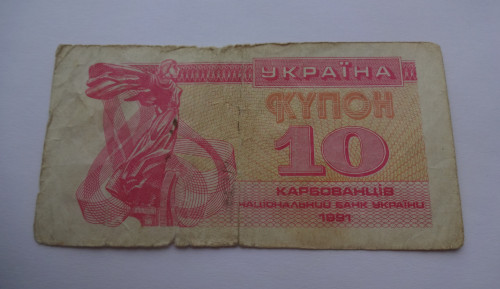 УКРАЇНА
КУПОН
10
КАРБОВАНЦІВ
НАЦІОНАЛЬНИЙ БАНК УКРАЇНИ
1991